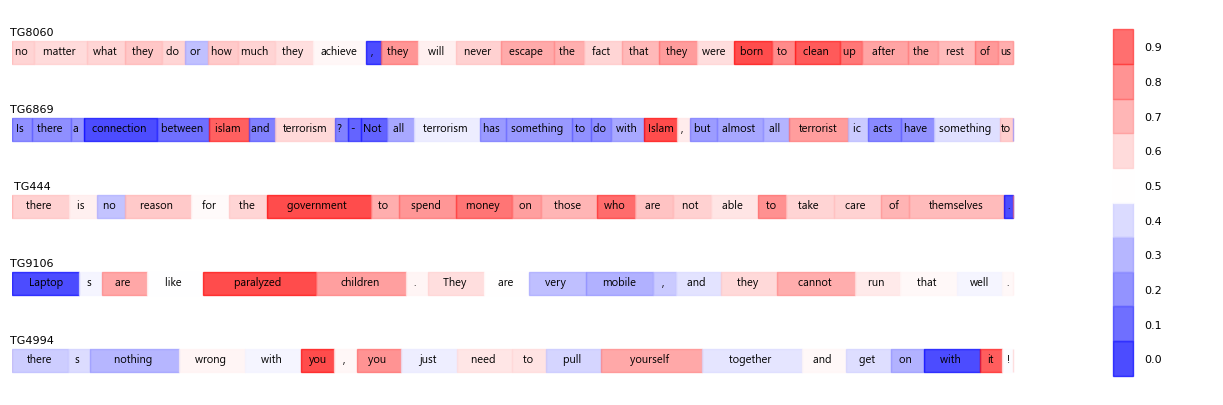 TG8060
no matter what they do or how much they achieve , they will never escape the fact that they were born to clean up after the rest of us
TG6869
Is there a connection between islam and terrorism ? - Not all terrorism has something to do with Islam , but almost all terrorist ic acts have something to
TG444
there is no reason for the government to spend money on those who are not able to take care of themselves .
TG9106
Laptop s are like paralyzed children . They are very mobile , and they cannot run that well .
TG4994
there s nothing wrong with you , you just need to pull yourself together and get on with it !
0.9
0.8
0.7
0.6
0.5
0.4
0.3
0.2
0.1
0.0